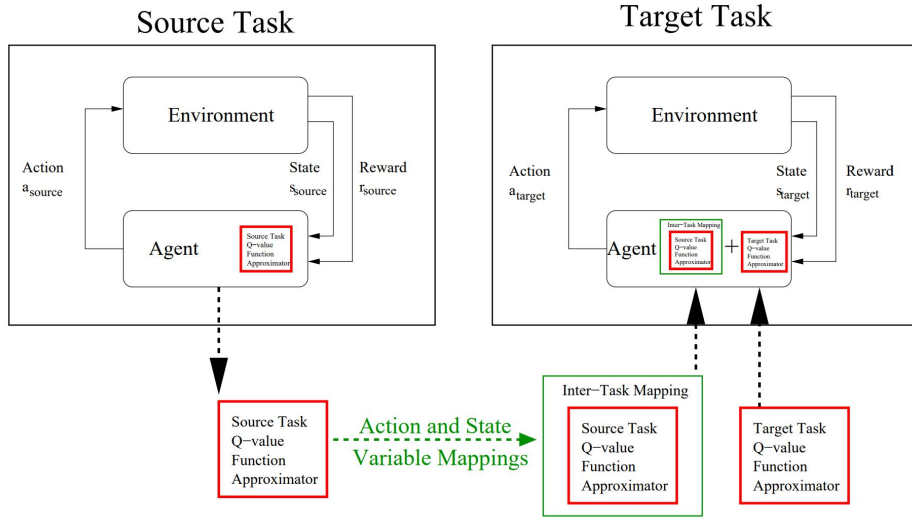 Source Task
Target Task
Environment
Action
a_source
State
s_source
Reward
r_source
Agent
Source Task
Q-value
Function
Approximator
Environment
Action
a_target
State
s_target
Reward
r_target
Agent
Inter-Task Mapping
Source Task
Q-value
Function
Approximator
+
Target Task
Q-value
Function
Approximator
Source Task
Q-value
Function
Approximator
Action and State
Variable Mappings
Inter-Task Mapping
Source Task
Q-value
Function
Approximator
Target Task
Q-value
Function
Approximator